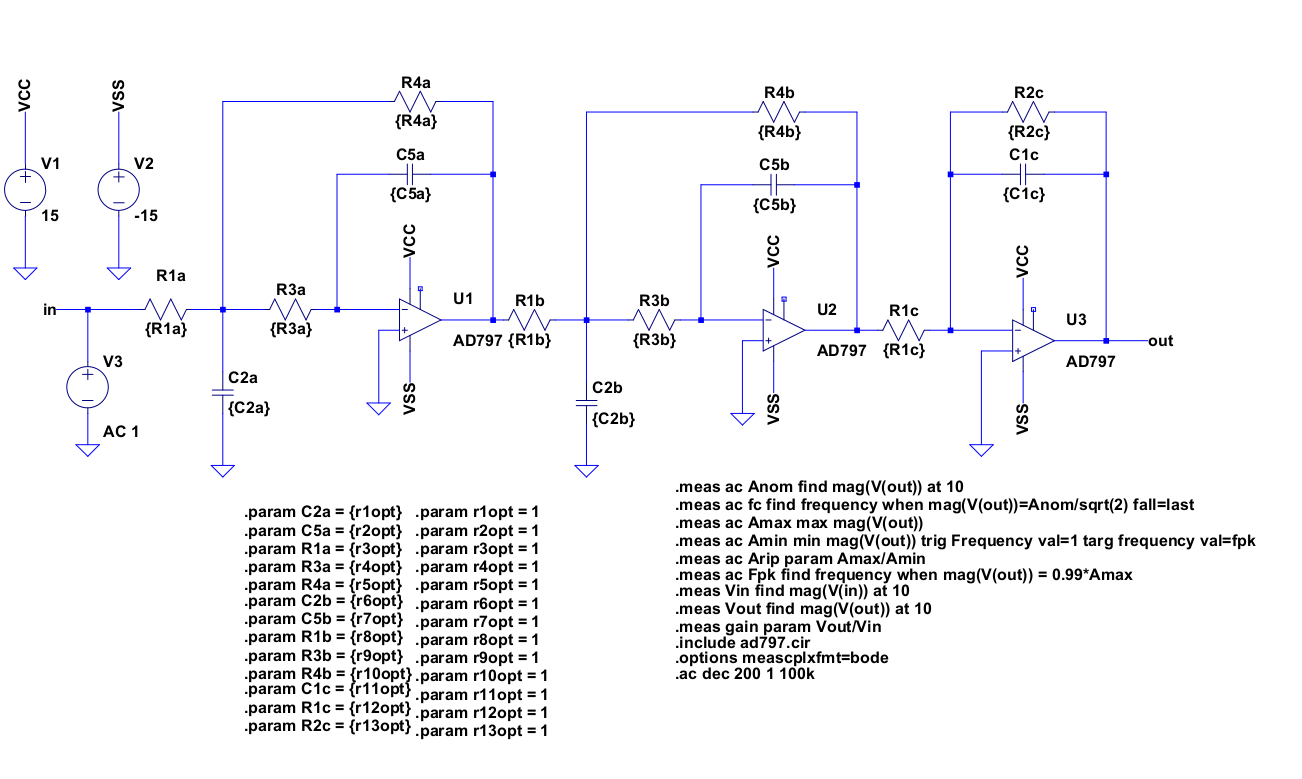 VCC
VSS
V1
15
V2
-15
in
V3
AC 1
R1a
{R1a}
R4a
{R4a}
C5a
{C5a}
R3a
{R3a}
VCC
U1
AD797
VSS
C2a
{C2a}
R1b
{R1b}
R4b
{R4b}
C5b
{C5b}
R3b
{R3b}
VCC
U2
AD797
VSS
C2b
{C2b}
R1c
{R1c}
R2c
{R2c}
C1c
{C1c}
VCC
U3
AD797
VSS
out
.param C2a = {r1opt}
.param C5a = {r2opt}
.param R1a = {r3opt}
.param R3a = {r4opt}
.param R4a = {r5opt}
.param C2b = {r6opt}
.param C5b = {r7opt}
.param R1b = {r8opt}
.param R3b = {r9opt}
.param R4b = {r10opt}
.param C1c = {r11opt}
.param R1c = {r12opt}
.param R2c = {r13opt}
.param r1opt = 1
.param r2opt = 1
.param r3opt = 1
.param r4opt = 1
.param r5opt = 1
.param r6opt = 1
.param r7opt = 1
.param r8opt = 1
.param r9opt = 1
.param r10opt = 1
.param r11opt = 1
.param r12opt = 1
.param r13opt = 1
.meas ac Anom find mag(V(out)) at 10
.meas ac fc find frequency when mag(V(out))=Anom/sqrt(2) fall=last
.meas ac Amax max mag(V(out))
.meas ac Amin min mag(V(out)) trig Frequency val=1 targ frequency val=fpk
.meas ac Arip param Amax/Amin
.meas ac Fpk find frequency when mag(V(out)) = 0.99*Amax
.meas Vin find mag(V(in)) at 10
.meas Vout find mag(V(out)) at 10
.meas gain param Vout/Vin
.include ad797.cir
.options meascplxfmt=bode
.ac dec 200 1 100k